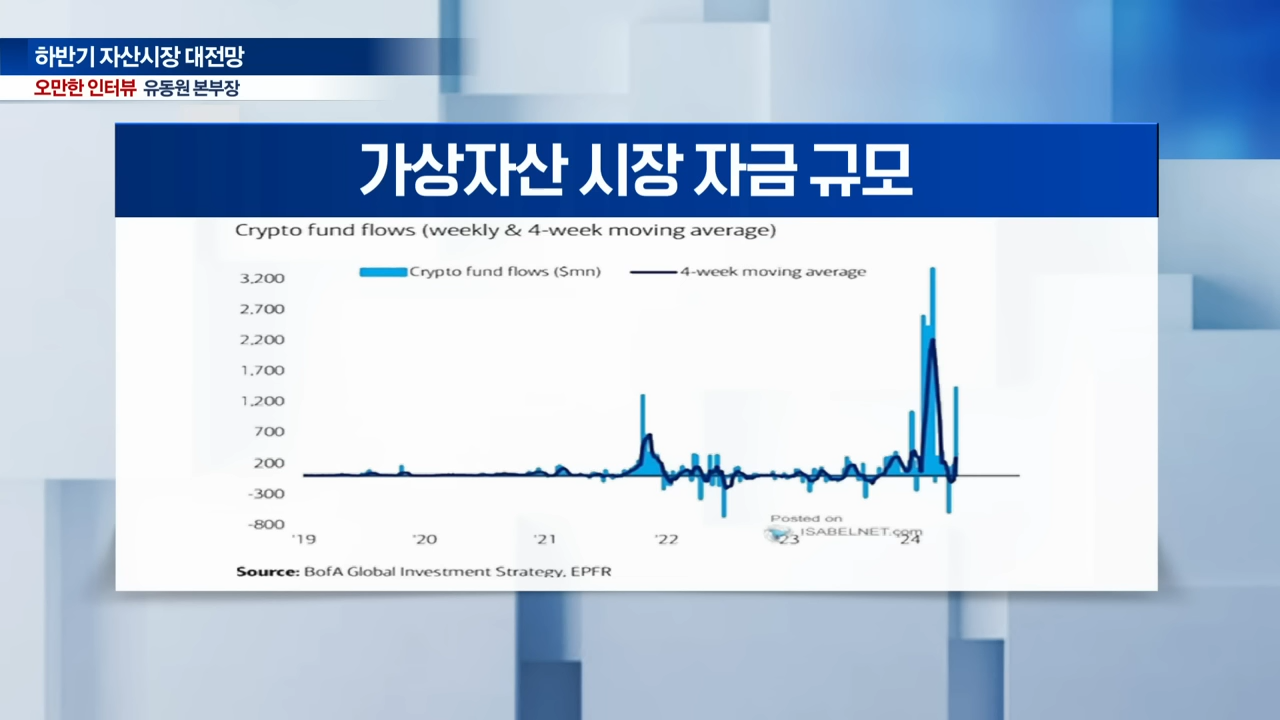 하반기 자산시장 대전망
오만한 인터뷰 유동원 본부장
가상자산 시장 자금 규모
Crypto fund flows (weekly & 4-week moving average)
Crypto fund flows ($mn) 4-week moving average
3,200
2,700
2,200
1,700
1,200
700
200
-300
-800
Posted on
ISABELNET.com
'19 '20 '21 '22 '23 '24
Source: BofA Global Investment Strategy, EPFR